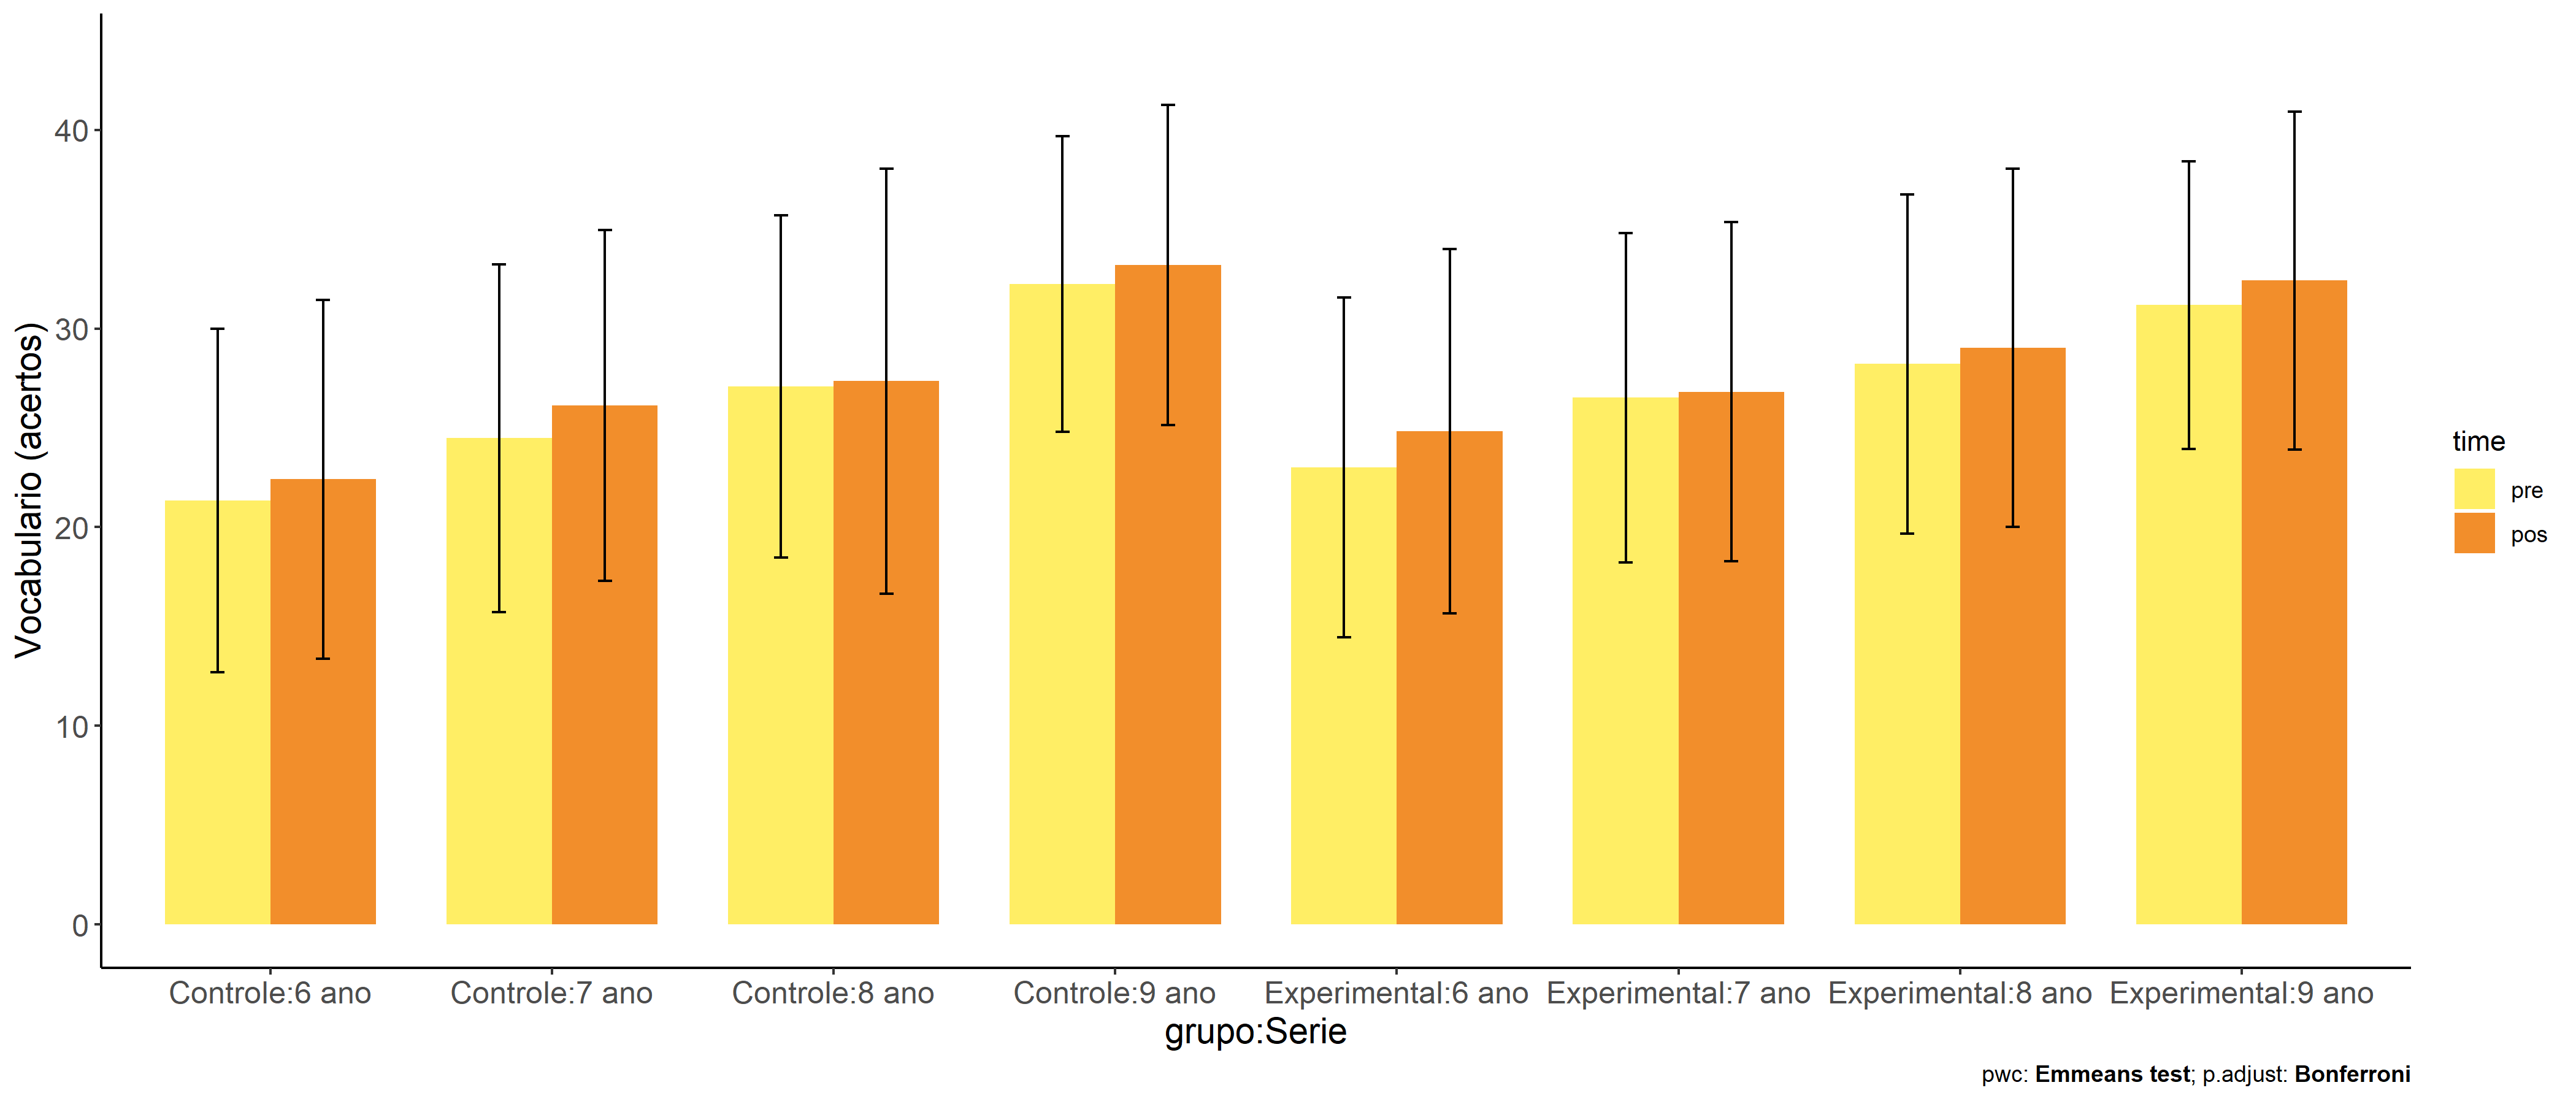 Vocabulario (acertos)
40
30
20
10
0
Controle:6 ano
Controle:7 ano
Controle:8 ano
Controle:9 ano
Experimental:6 ano
Experimental:7 ano
Experimental:8 ano
Experimental:9 ano
grupo:Serie
time
pre
pos
pwc: Emmeans test; p.adjust: Bonferroni